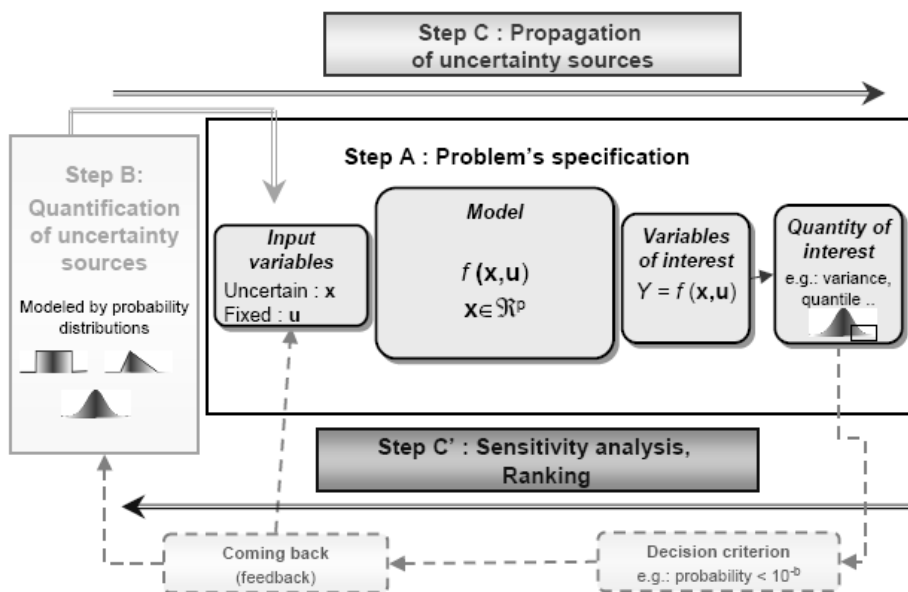 Step C : Propagation
of uncertainty sources
Step A : Problem's specification
Step B:
Quantification
of uncertainty
sources
Modeled by probability
distributions
Input
variables
Uncertain : x
Fixed : u
Model
f (x,u)
x∈ℜᵖ
Variables
of interest
Y = f (x,u)
Quantity of
interest
e.g.: variance,
quantile ..
Step C' : Sensitivity analysis,
Ranking
Coming back
(feedback)
Decision criterion
e.g.: probability < 10⁻ᵇ